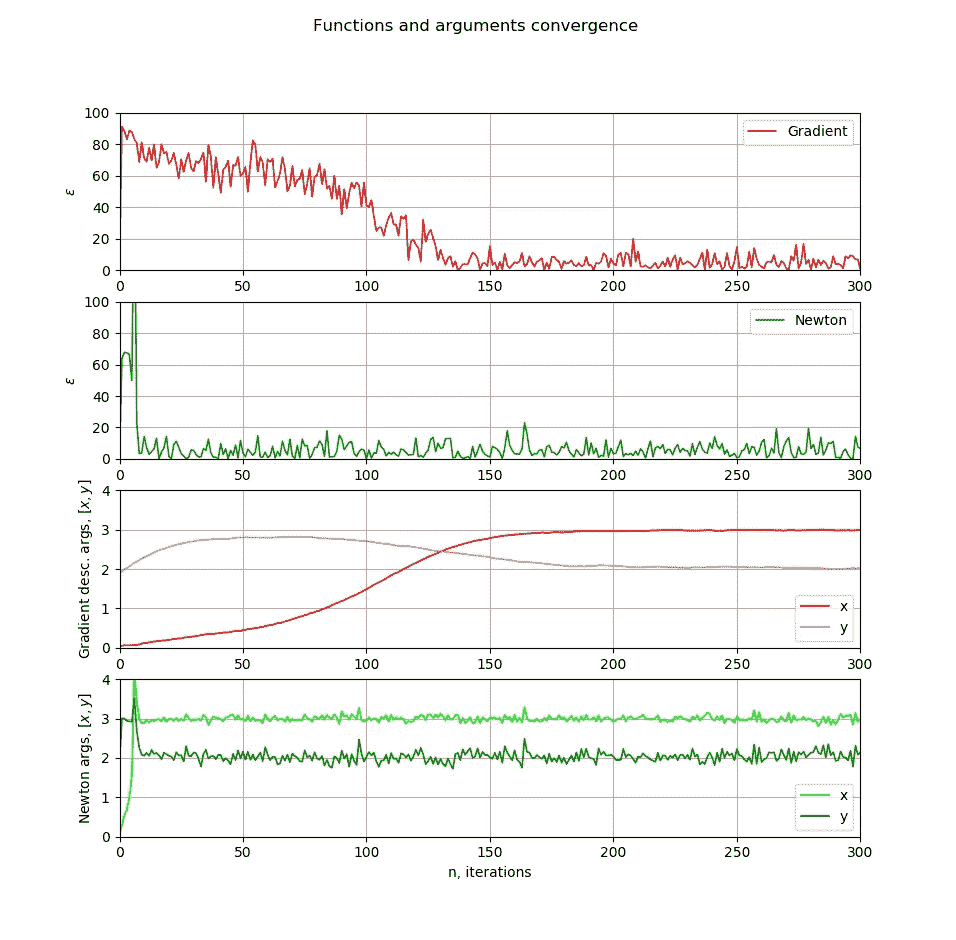 Functions and arguments convergence
100
80
60
40
20
0
ε
Gradient
0 50 100 150 200 250 300
100
80
60
40
20
0
ε
Newton
0 50 100 150 200 250 300
4
3
2
1
0
Gradient desc. args, [x, y]
x
y
0 50 100 150 200 250 300
4
3
2
1
0
Newton args, [x, y]
x
y
0 50 100 150 200 250 300
n, iterations